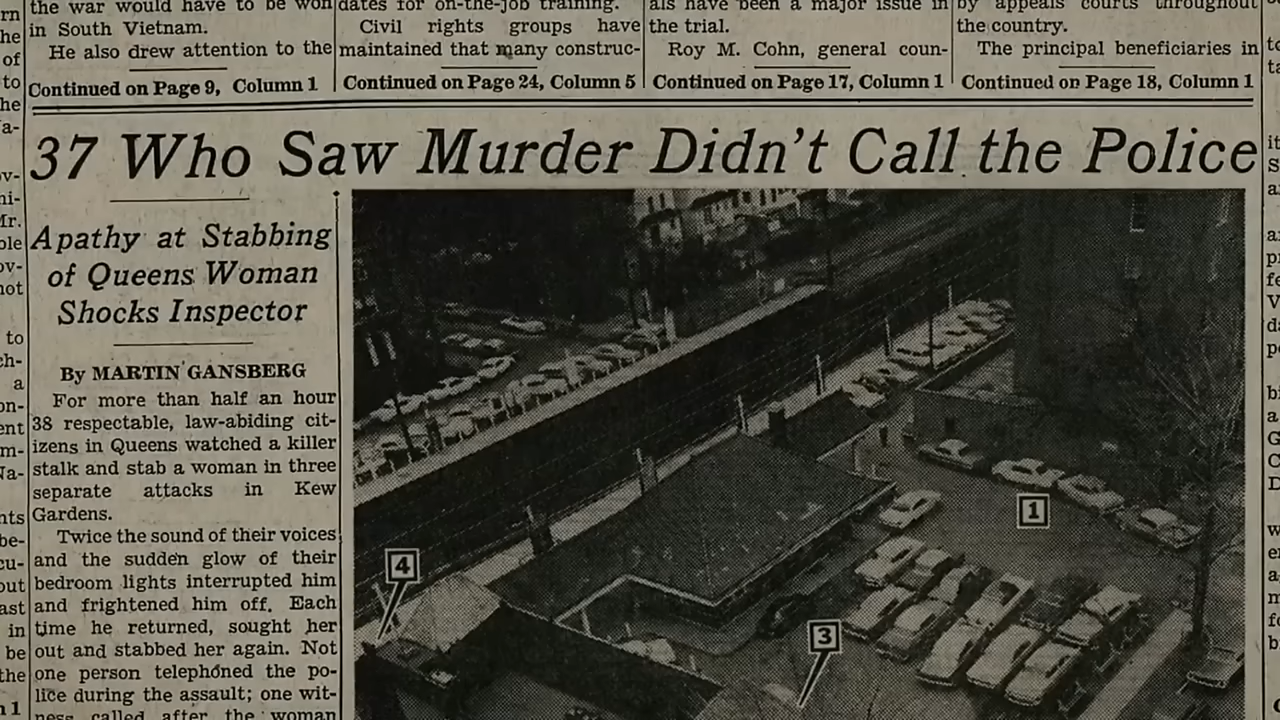 the war would have to be won
in South Vietnam.
He also drew attention to the
Continued on Page 9, Column 1
dates for on-the-job training.
Civil rights groups have
maintained that many construc-
Continued on Page 24, Column 5
als have been a major issue in
the trial.
Roy M. Cohn, general coun-
Continued on Page 17, Column 1
by appeals courts throughout
the country.
The principal beneficiaries in
Continued on Page 18, Column 1
37 Who Saw Murder Didn't Call the Police
Apathy at Stabbing
of Queens Woman
Shocks Inspector
By MARTIN GANSBERG
For more than half an hour
38 respectable, law-abiding cit-
izens in Queens watched a killer
stalk and stab a woman in three
separate attacks in Kew
Gardens.
Twice the sound of their voices
and the sudden glow of their
bedroom lights interrupted him
and frightened him off. Each
time he returned, sought her
out and stabbed her again. Not
one person telephoned the po-
lice during the assault; one wit-
ness called after the woman
1
4
3